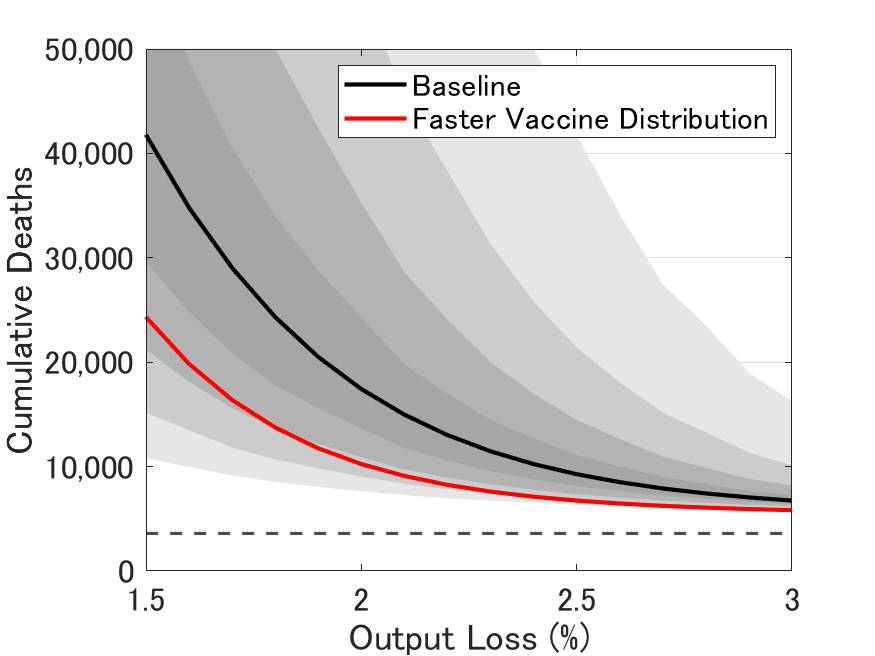 50,000
40,000
30,000
20,000
10,000
0
Cumulative Deaths
Baseline
Faster Vaccine Distribution
1.5
2
2.5
3
Output Loss (%)